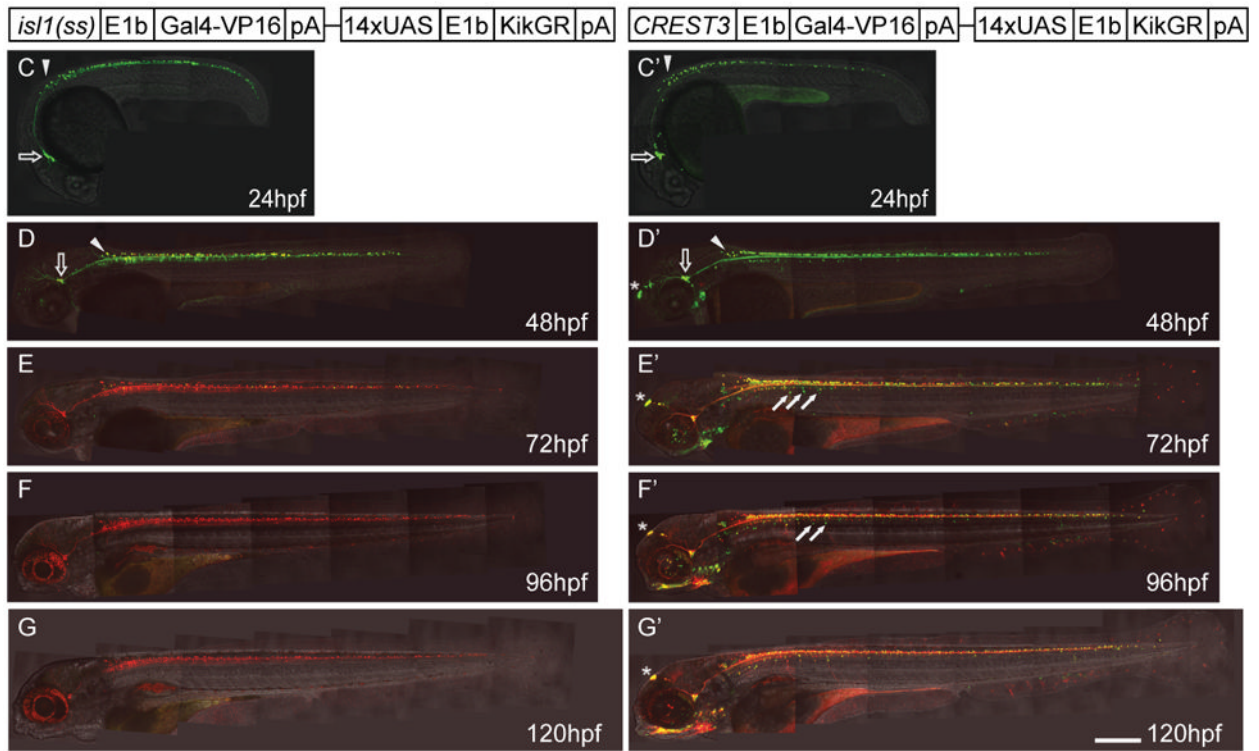 isl1(ss) E1b Gal4-VP16 pA 14xUAS E1b KikGR pA
CREST3 E1b Gal4-VP16 pA 14xUAS E1b KikGR pA
C
24hpf
C'
24hpf
D
48hpf
D'
*
48hpf
E
72hpf
E'
*
72hpf
F
96hpf
F'
*
96hpf
G
120hpf
G'
*
120hpf